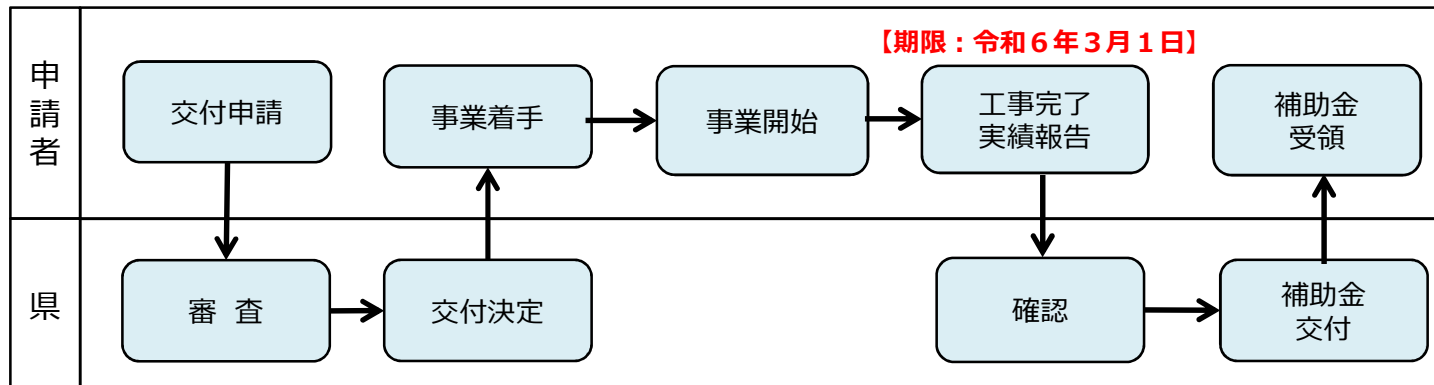 【期限：令和６年３月１日】
申請者
交付申請
事業着手
事業開始
工事完了
実績報告
補助金
受領
県
審 査
交付決定
確認
補助金
交付